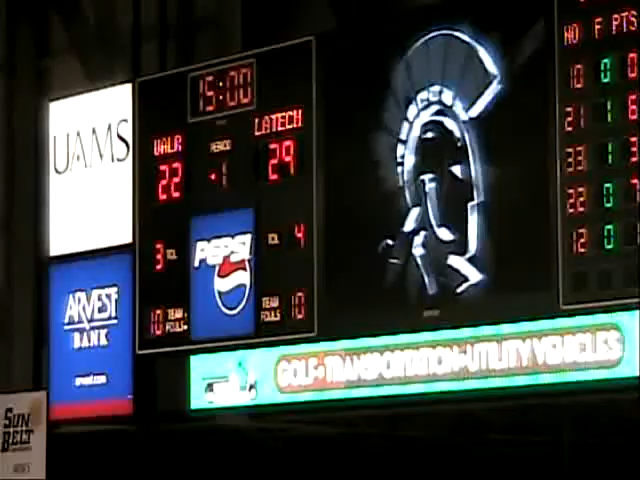 15:00
UALR
PERIOD
LATECH
22
1
29
3 TOL
TOL 4
10 TEAM FOULS
TEAM FOULS 10
PEPSI
UAMS
ARVEST
BANK
SUN
BELT
NO F PTS
10 0 0
21 1 6
33 1 3
22 0 7
12 0
GOLF-TRANSPORTATION-UTILITY VEHICLES